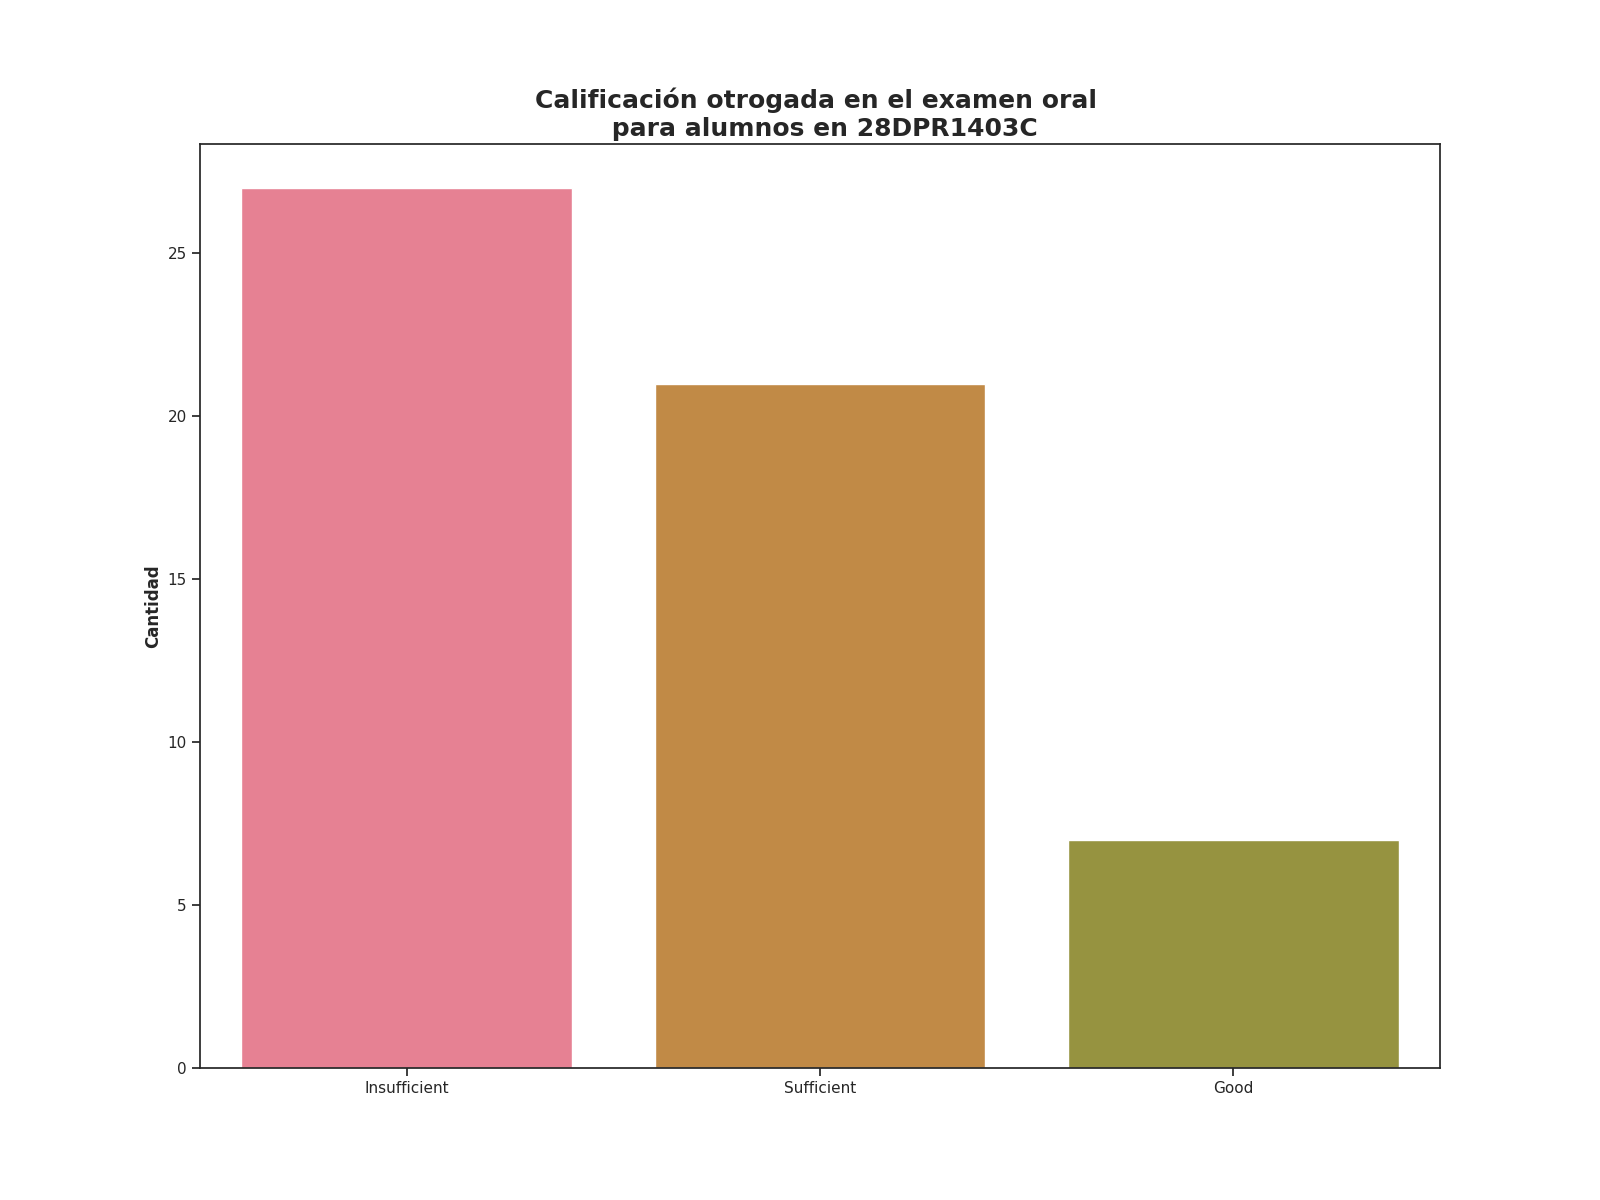 Calificación otrogada en el examen oral
para alumnos en 28DPR1403C
Cantidad
25
20
15
10
5
0
Insufficient
Sufficient
Good